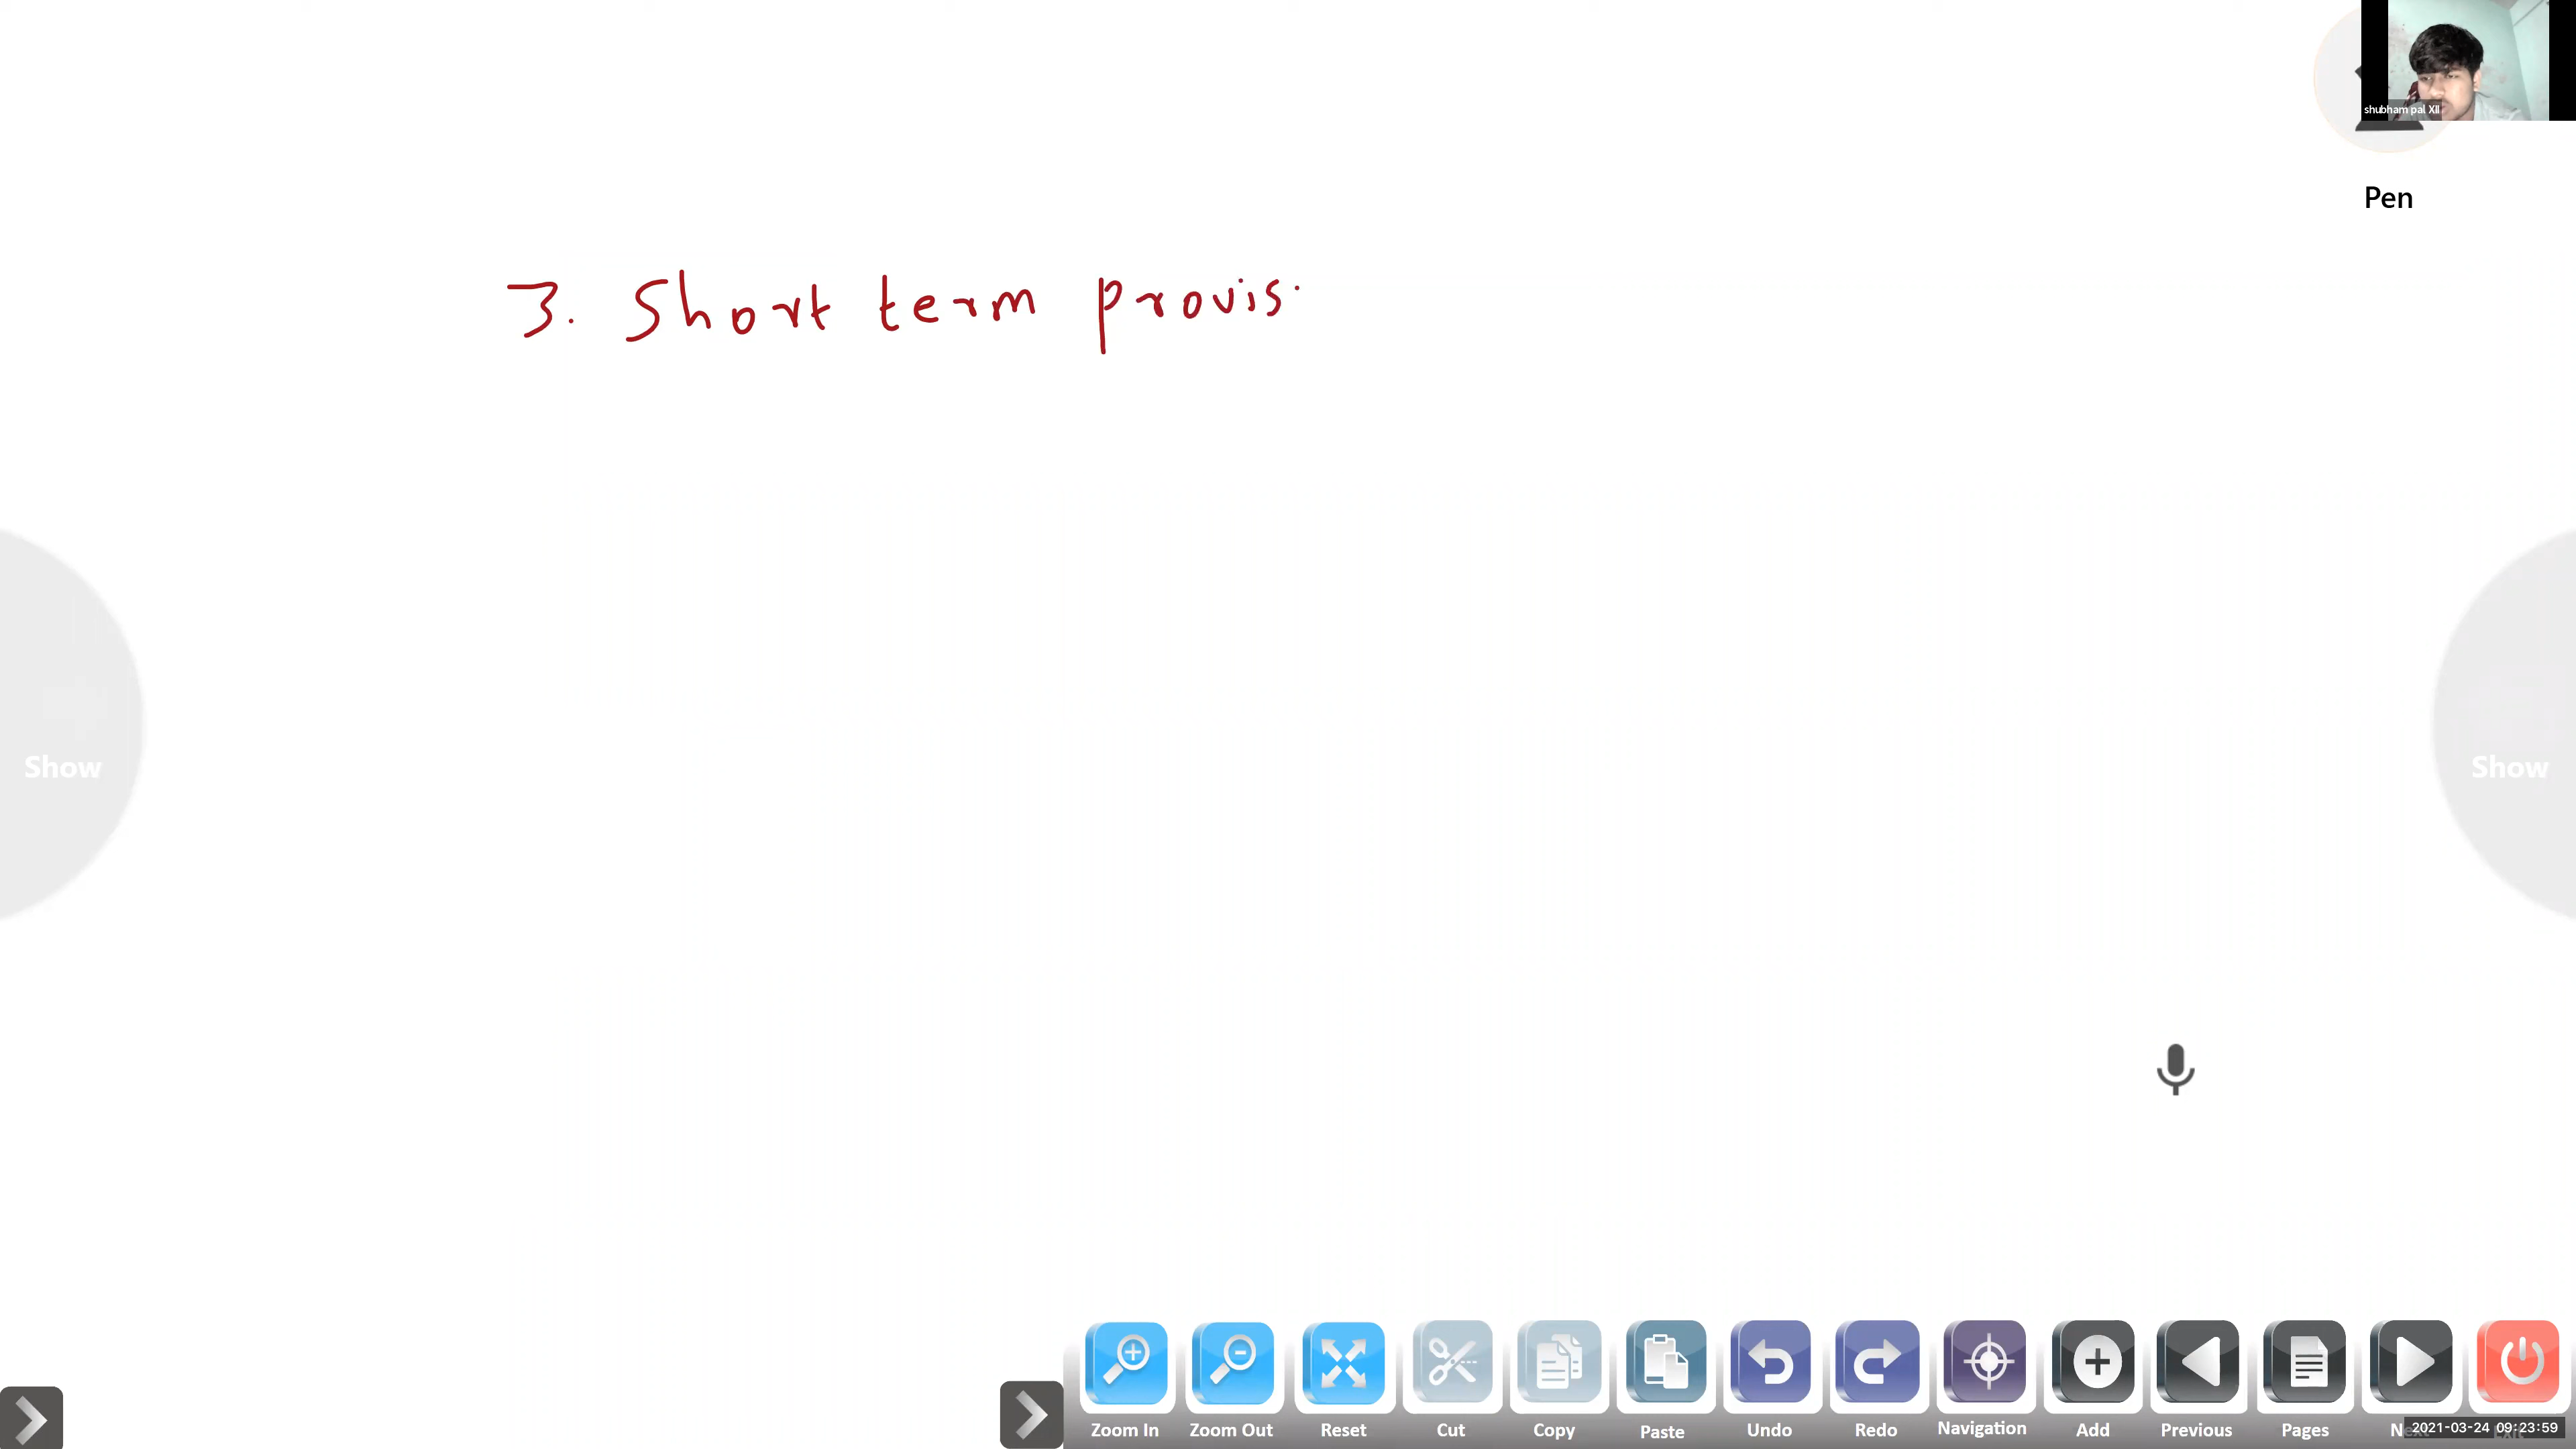 shubham pal XII
Pen
3. Short term provis.
Show
Show
Zoom In Zoom Out Reset Cut Copy Paste Undo Redo Navigation Add Previous Pages
2021-03-24 09:23:59